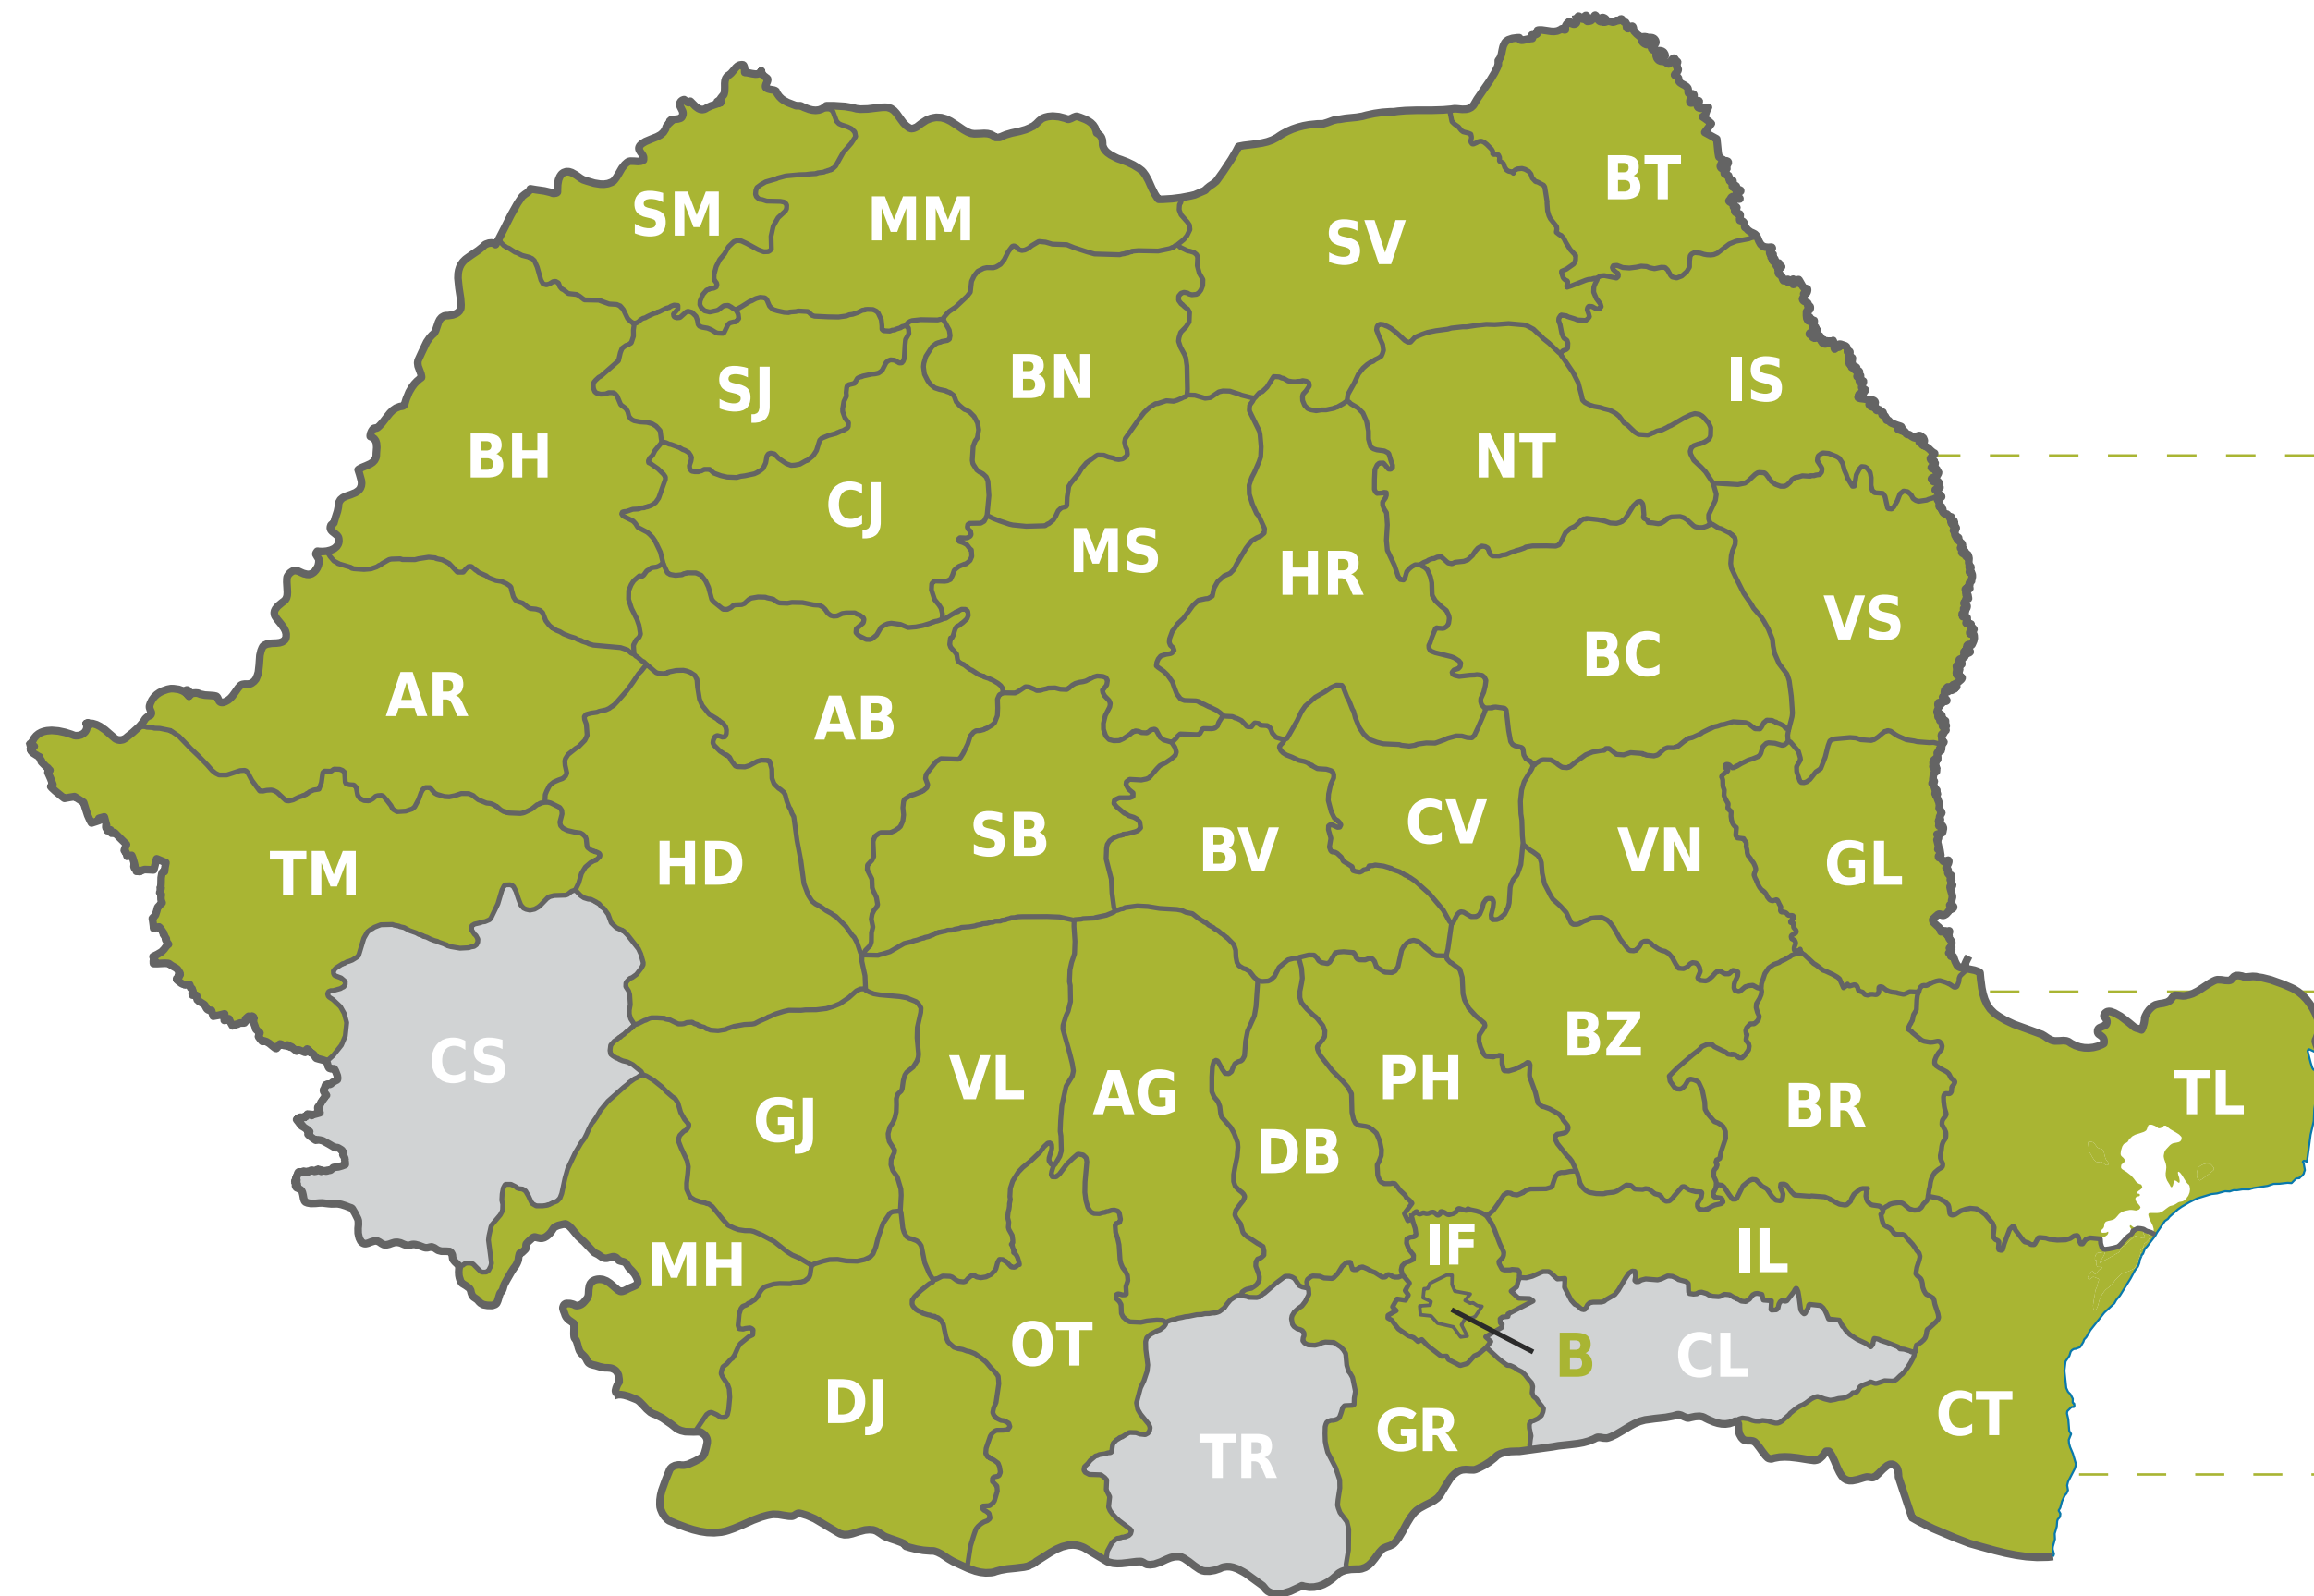 BT
SM
MM
SV
BN
SJ
IS
BH
NT
CJ
MS
HR
VS
BC
AR
AB
SB
CV
BV
VN
GL
TM
HD
BZ
CS
VL
AG
PH
TL
BR
GJ
DB
IF
IL
MH
OT
B
CL
DJ
CT
GR
TR